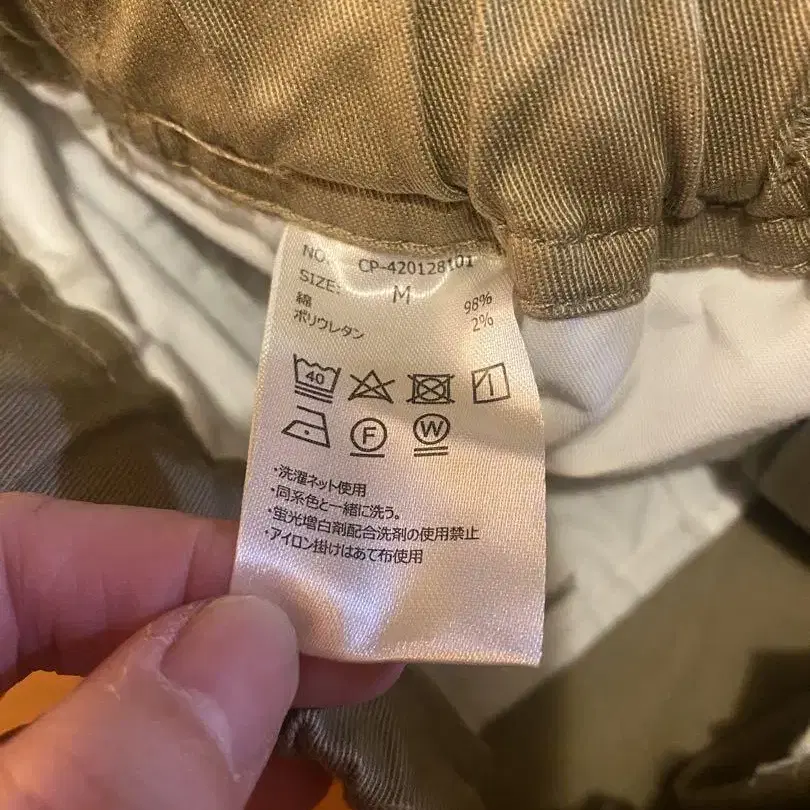 NO. CP-420128101
SIZE: M
綿 98%
ポリウレタン 2%
40
F W
・洗濯ネット使用
・同系色と一緒に洗う。
・蛍光増白剤配合洗剤の使用禁止
・アイロン掛けはあて布使用